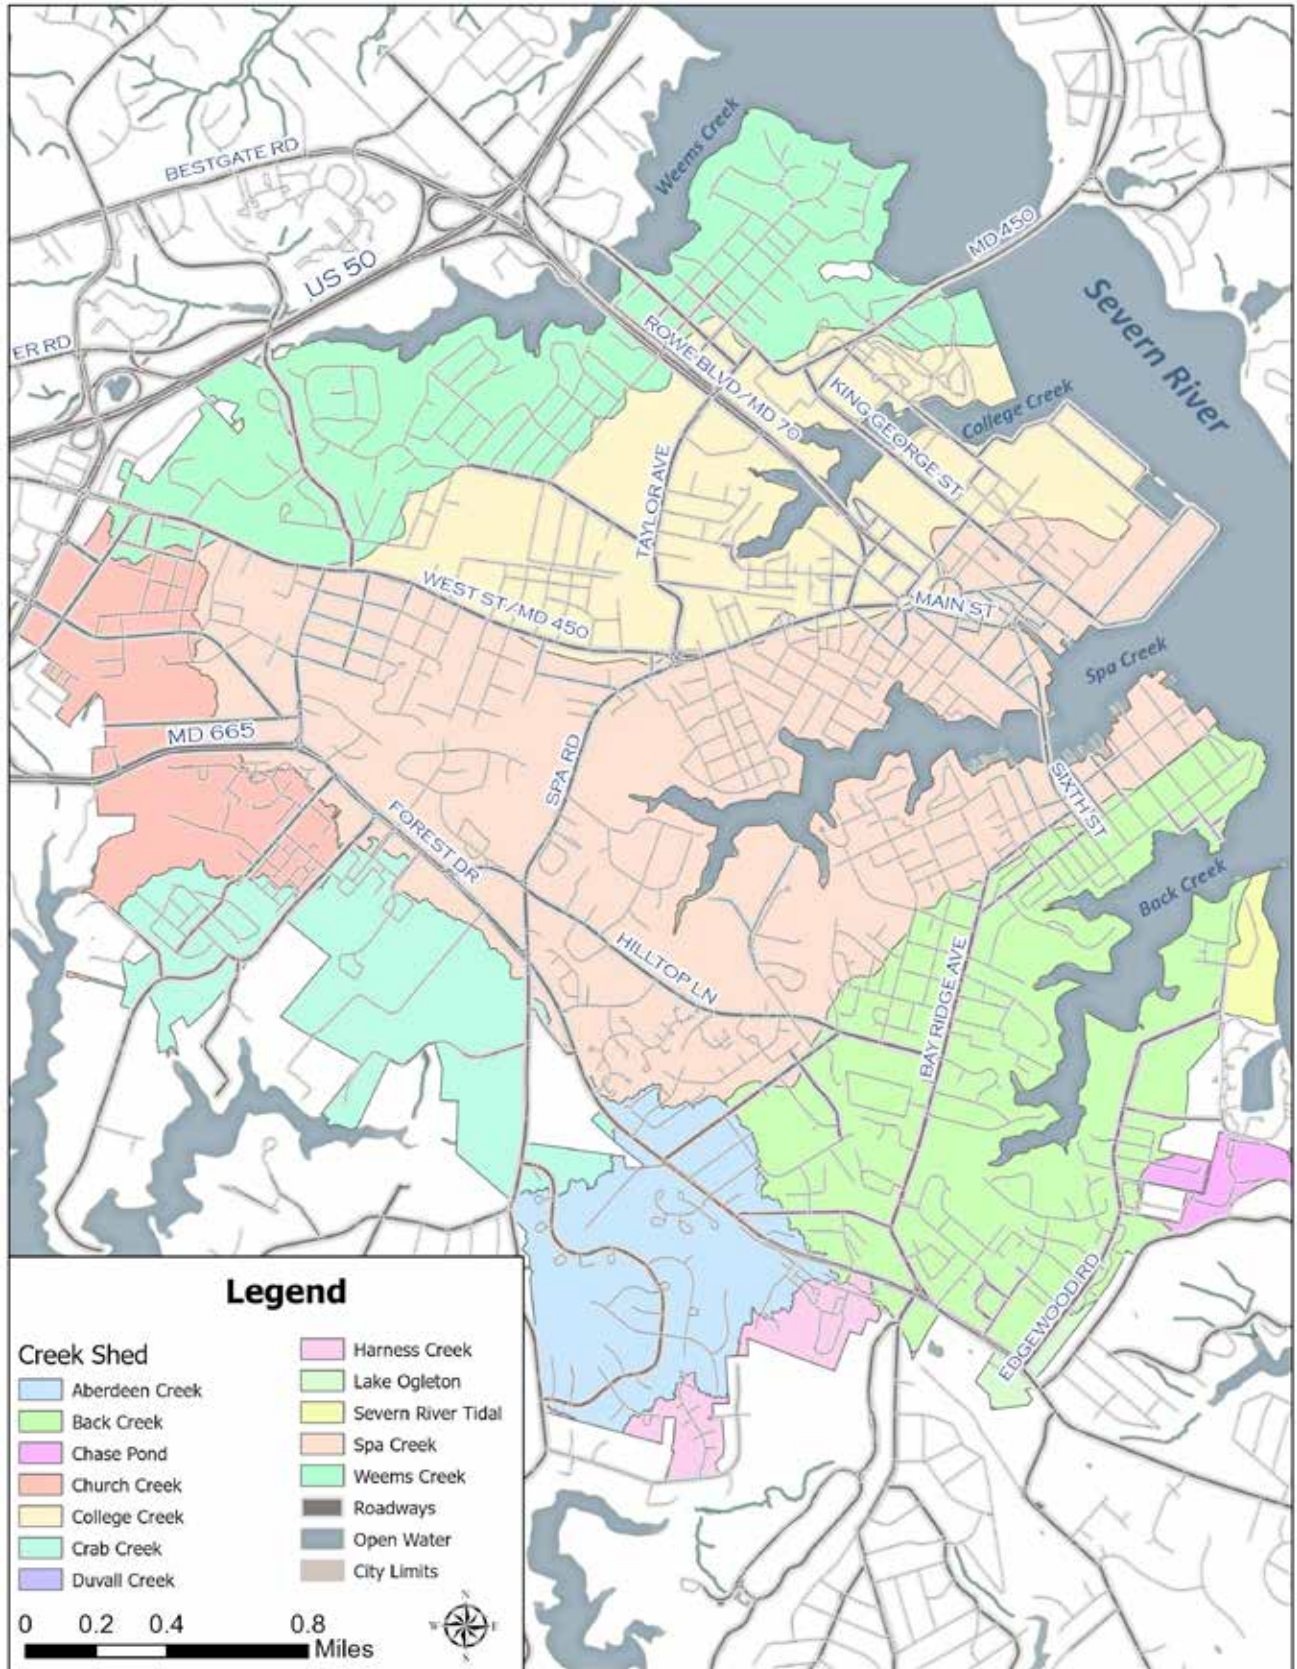 Weems Creek
BESTGATE RD
US 50
MD 450
Severn River
ER RD
ROWE BLVD/MD 70
KING GEORGE ST
College Creek
TAYLOR AVE
WEST ST/MD 450
MAIN ST
Spa Creek
MD 665
SPA RD
SIXTH ST
FOREST DR
Back Creek
HILLTOP LN
BAY RIDGE AVE
EDGEWOOD RD
Legend
Creek Shed
Aberdeen Creek
Back Creek
Chase Pond
Church Creek
College Creek
Crab Creek
Duvall Creek
Harness Creek
Lake Ogleton
Severn River Tidal
Spa Creek
Weems Creek
Roadways
Open Water
City Limits
0 0.2 0.4 0.8
Miles
N
W E
S